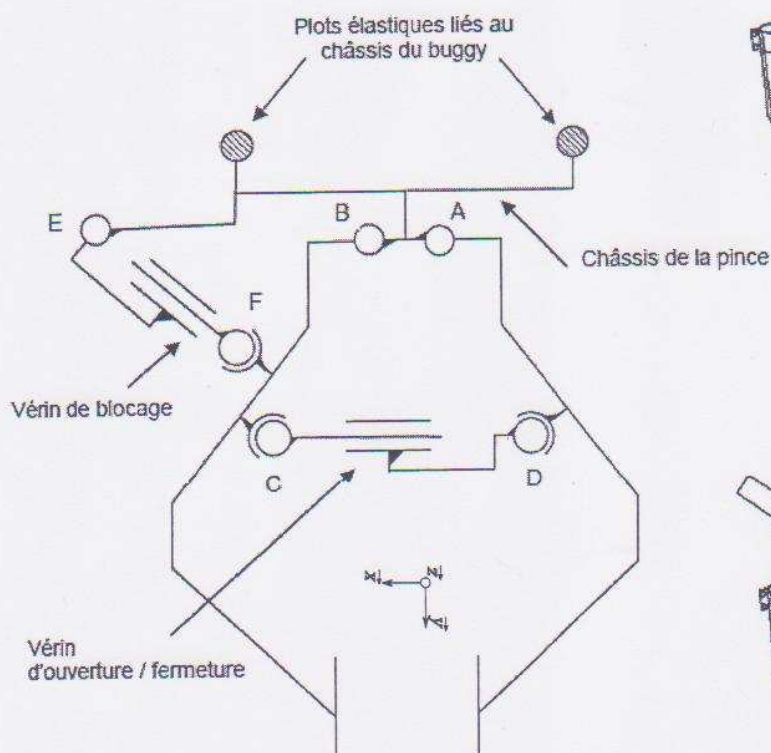 Plots élastiques liés au
châssis du buggy
E
B
A
Châssis de la pince
F
Vérin de blocage
C
D
x
z
y
Vérin
d'ouverture / fermeture